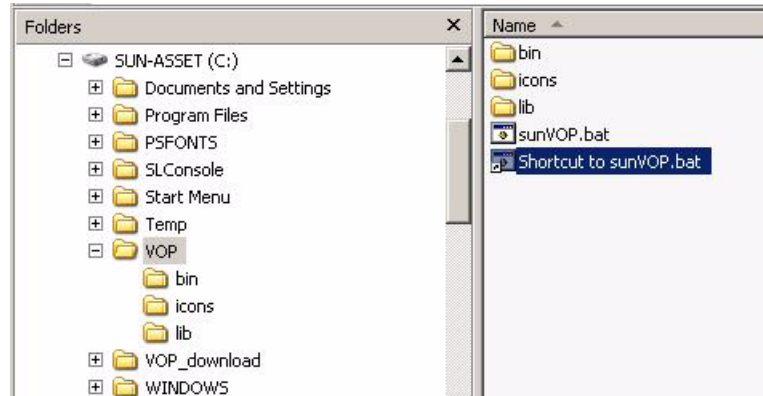 Folders
SUN-ASSET (C:)
Documents and Settings
Program Files
PSFONTS
SLConsole
Start Menu
Temp
VOP
bin
icons
lib
VOP_download
WINDOWS
Name
bin
icons
lib
sunVOP.bat
Shortcut to sunVOP.bat